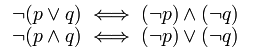 ¬(p ∨ q) ⟺ (¬p) ∧ (¬q)
¬(p ∧ q) ⟺ (¬p) ∨ (¬q)